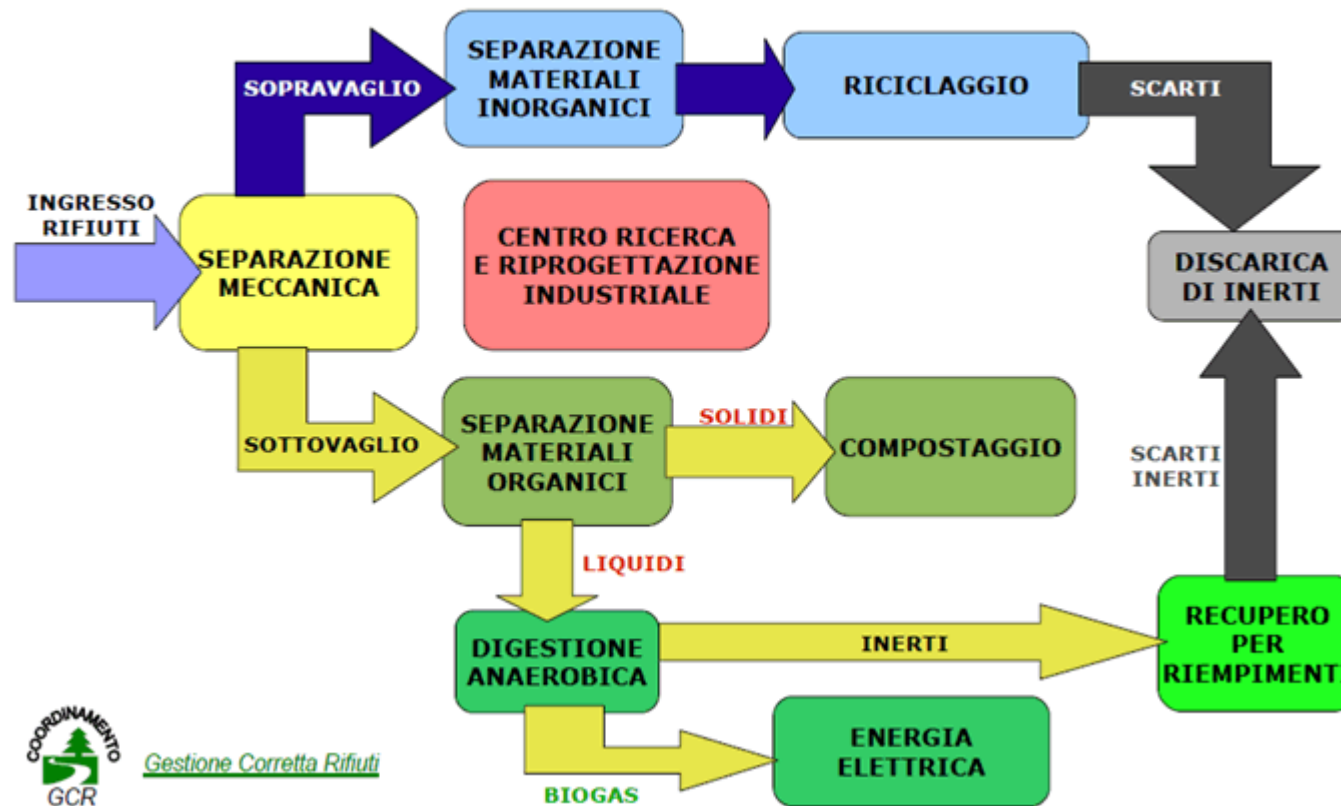 SEPARAZIONE
MATERIALI
INORGANICI
SOPRAVAGLIO
RICICLAGGIO
SCARTI
INGRESSO
RIFIUTI
SEPARAZIONE
MECCANICA
CENTRO RICERCA
E RIPROGETTAZIONE
INDUSTRIALE
DISCARICA
DI INERTI
SOTTOVAGLIO
SEPARAZIONE
MATERIALI
ORGANICI
SOLIDI
COMPOSTAGGIO
SCARTI
INERTI
LIQUIDI
DIGESTIONE
ANAEROBICA
INERTI
RECUPERO
PER
RIEMPIMENT
ENERGIA
ELETTRICA
BIOGAS
COORDINAMENTO
GCR
Gestione Corretta Rifiuti